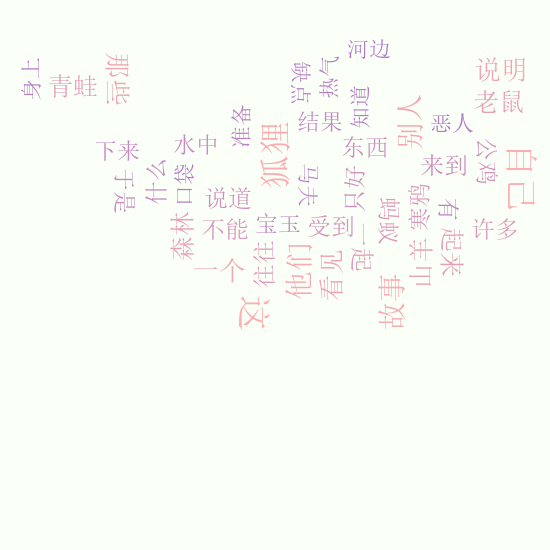 河边
上身
青蛙
那些
缺点
热气
说明
老鼠
知道
准备
结果
别人
恶人
狐狸
东西
下来
水中
公鸡
自己
来到
于是
什么
口袋
马夫
只好
说道
蚂蚁
寒鸦
有
森林
不能
宝玉
受到
许多
一个
往往
他们
看见
一起
山羊
起来
这
故事